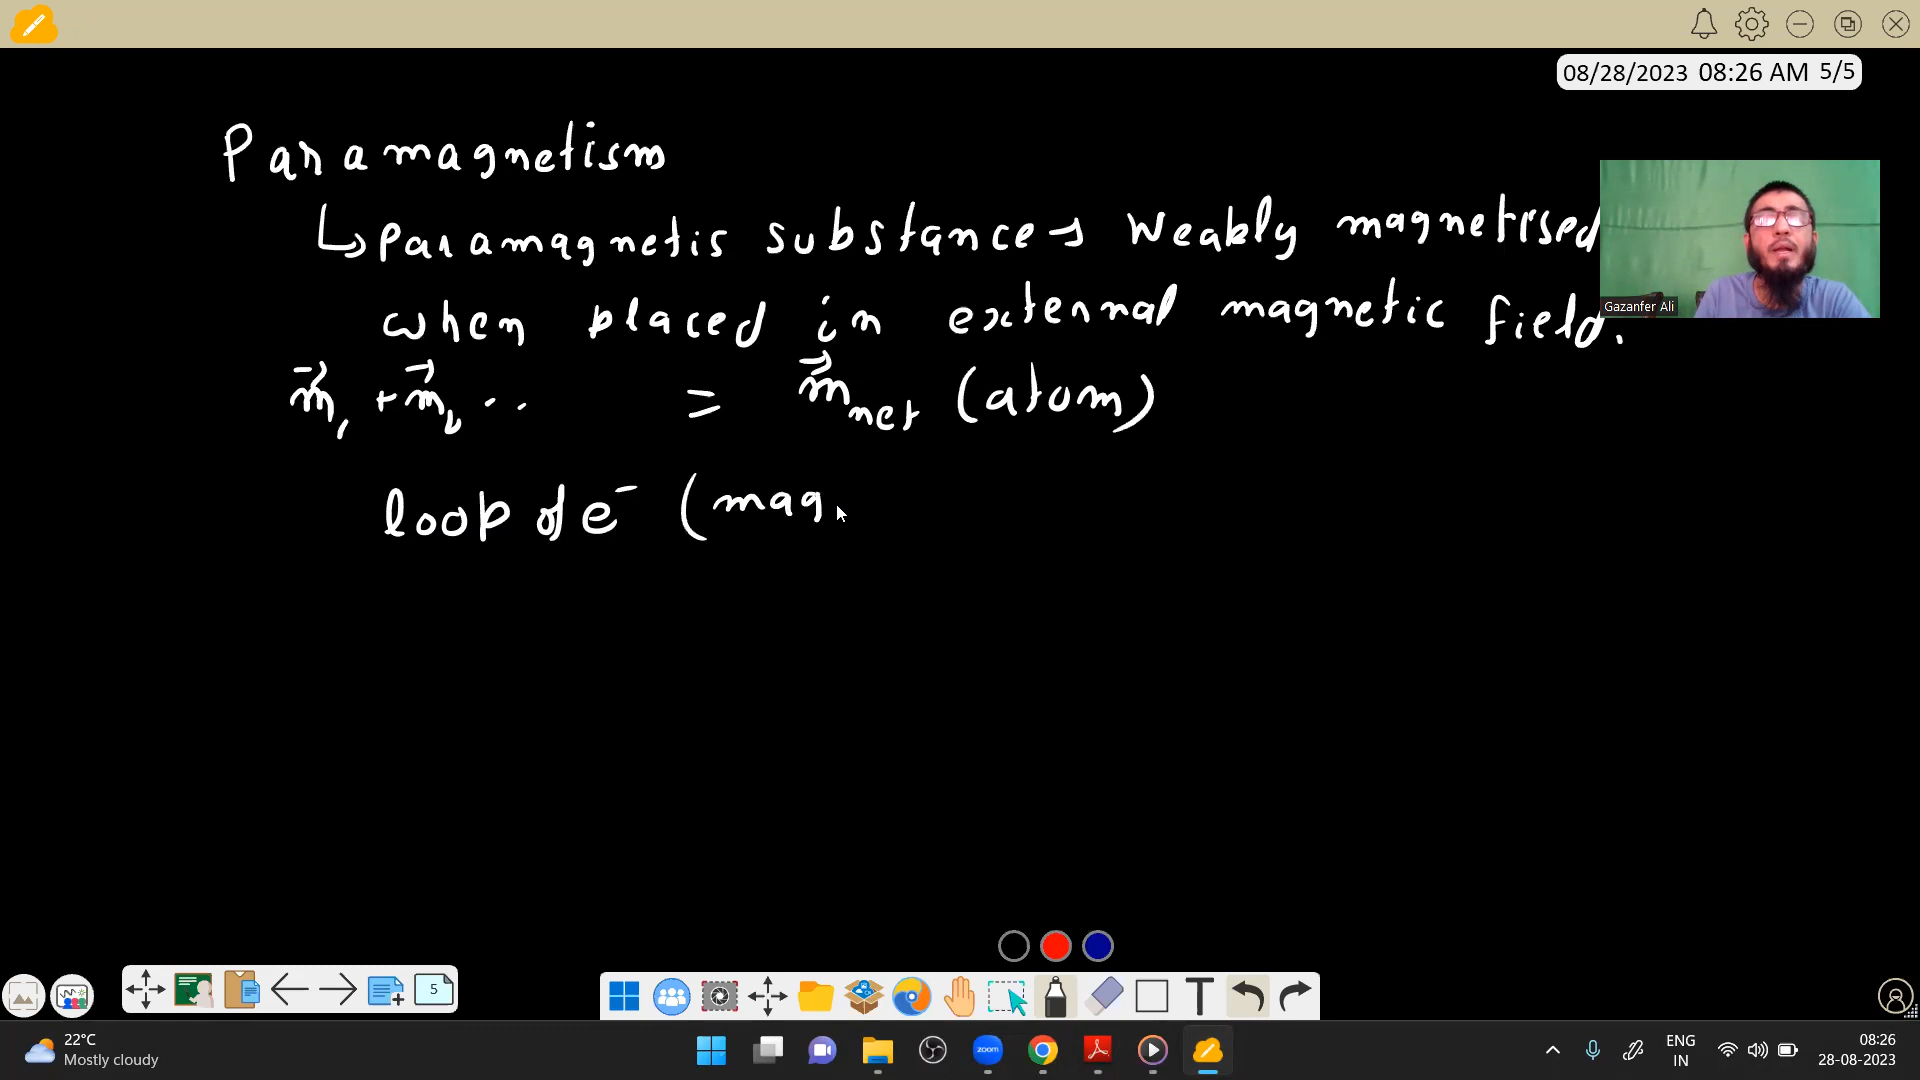 08/28/2023 08:26 AM 5/5
Paramagnetism
↳ Paramagnetis substances weakly magnetised
when placed in external magnetic field.
m⃗₁ + m⃗₂ .. = m⃗net (atom)
loop of e⁻ (mag
Gazanfer Ali
5
zoom
22°C
Mostly cloudy
ENG
IN
08:26
28-08-2023